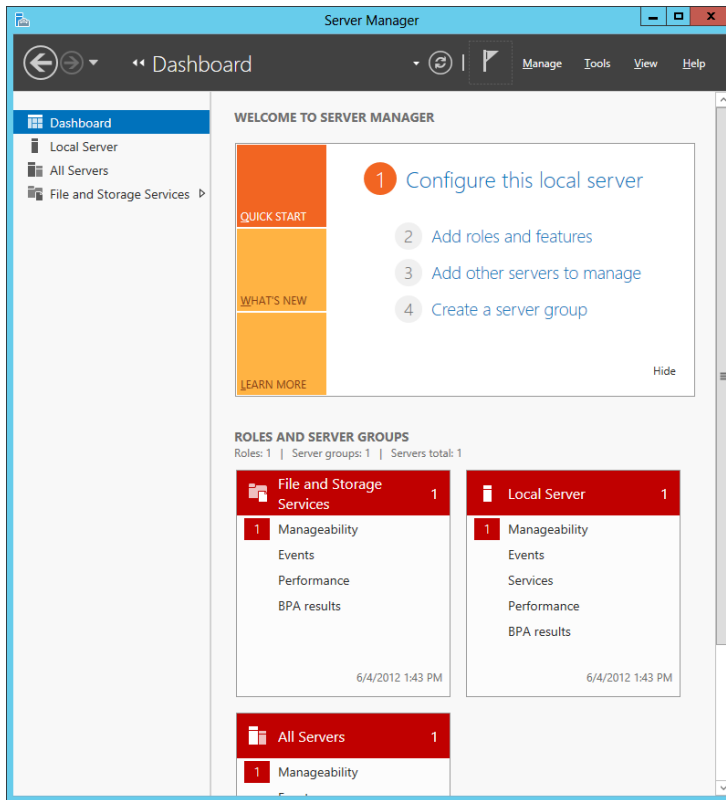 Server Manager
Dashboard
Manage Tools View Help
Dashboard
Local Server
All Servers
File and Storage Services
WELCOME TO SERVER MANAGER
QUICK START
WHAT'S NEW
LEARN MORE
1 Configure this local server
2 Add roles and features
3 Add other servers to manage
4 Create a server group
Hide
ROLES AND SERVER GROUPS
Roles: 1 | Server groups: 1 | Servers total: 1
File and Storage
Services 1
1 Manageability
Events
Performance
BPA results
6/4/2012 1:43 PM
Local Server 1
1 Manageability
Events
Services
Performance
BPA results
6/4/2012 1:43 PM
All Servers 1
1 Manageability